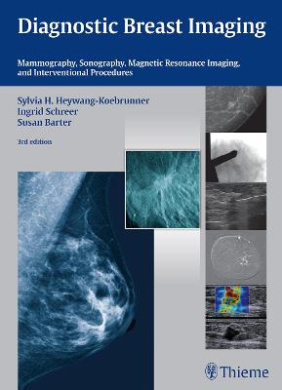 Diagnostic Breast Imaging
Mammography, Sonography, Magnetic Resonance Imaging,
and Interventional Procedures
Sylvia H. Heywang-Koebrunner
Ingrid Schreer
Susan Barter
3rd edition
Thieme